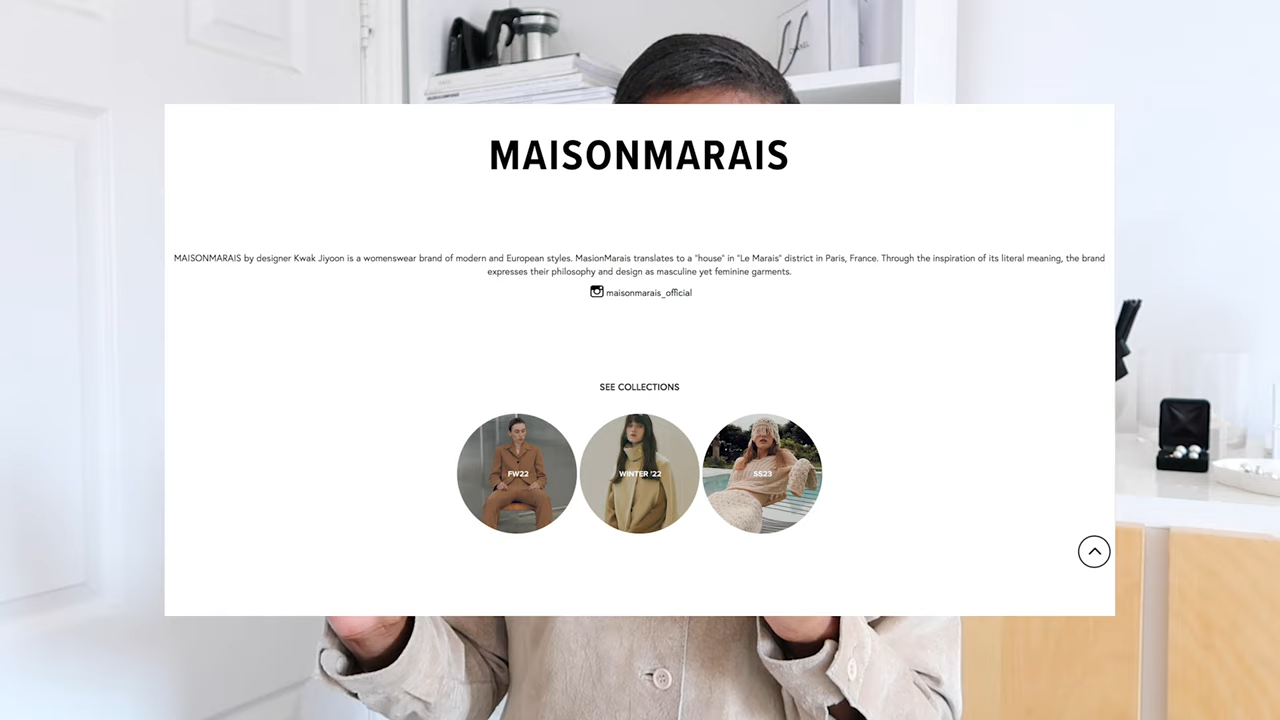 CHANEL
MAISONMARAIS
MAISONMARAIS by designer Kwak Jiyoon is a womenswear brand of modern and European styles. MasionMarais translates to a "house" in "Le Marais" district in Paris, France. Through the inspiration of its literal meaning, the brand
expresses their philosophy and design as masculine yet feminine garments.
maisonmarais_official
SEE COLLECTIONS
FW22
WINTER '22
SS23